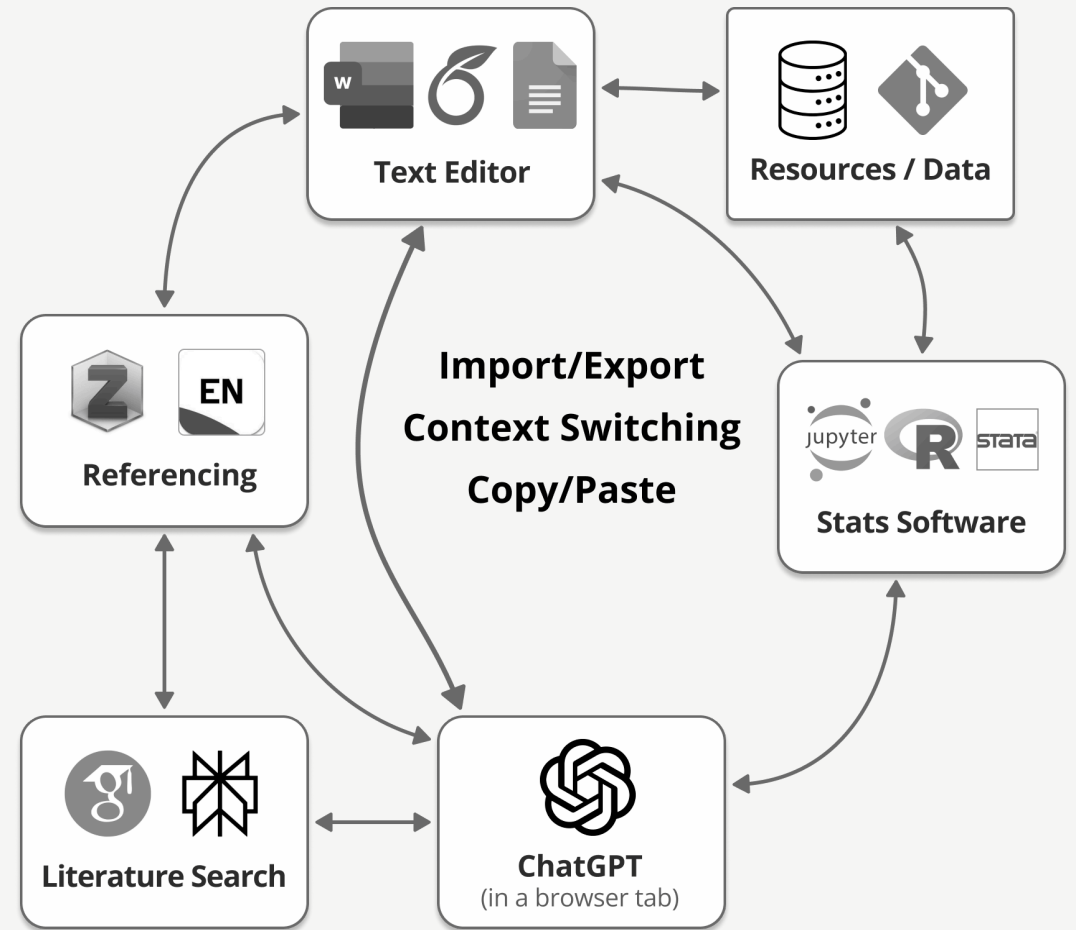 W
Text Editor
Resources / Data
Import/Export
Context Switching
Copy/Paste
EN
Referencing
jupyter
R
STATA
Stats Software
g
Literature Search
ChatGPT
(in a browser tab)
Z